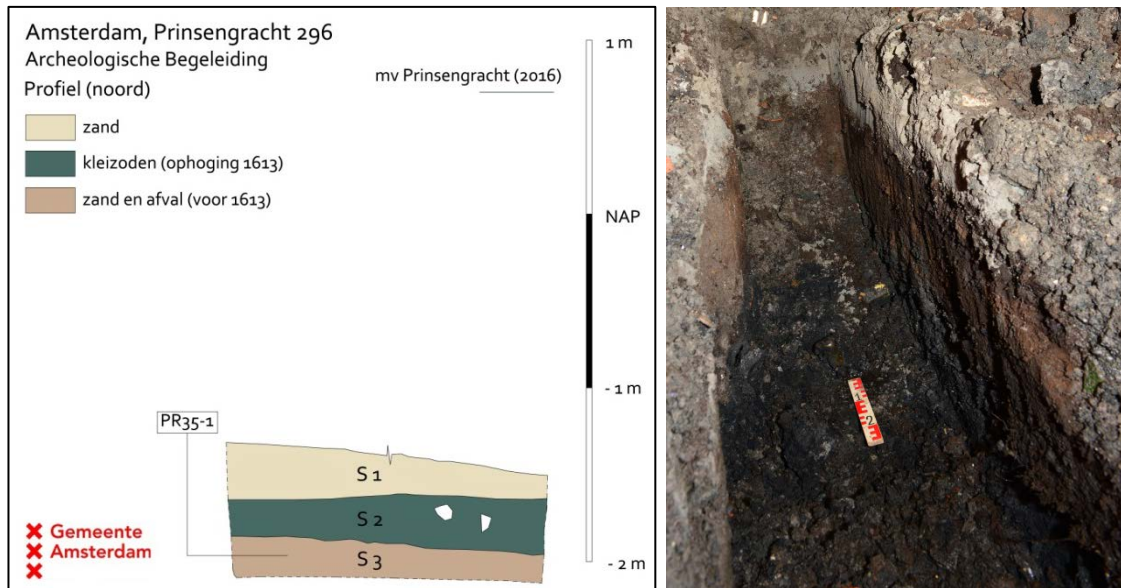 Amsterdam, Prinsengracht 296
Archeologische Begeleiding
Profiel (noord)
zand
kleizoden (ophoging 1613)
zand en afval (voor 1613)
mv Prinsengracht (2016)
1 m
NAP
- 1 m
- 2 m
PR35-1
S 1
S 2
S 3
Gemeente
Amsterdam